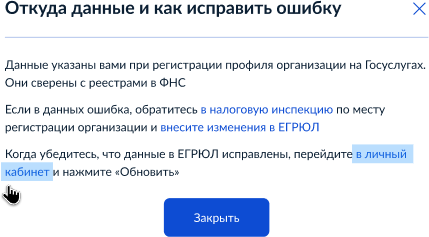 Откуда данные и как исправить ошибку
Данные указаны вами при регистрации профиля организации на Госуслугах.
Они сверены с реестрами в ФНС
Если в данных ошибка, обратитесь в налоговую инспекцию по месту
регистрации организации и внесите изменения в ЕГРЮЛ
Когда убедитесь, что данные в ЕГРЮЛ исправлены, перейдите в личный
кабинет и нажмите «Обновить»
Закрыть